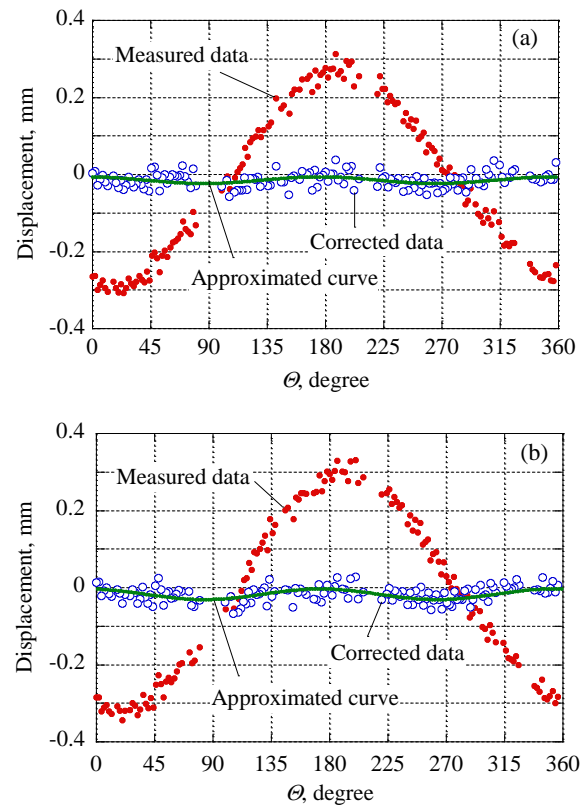 (a)
0.4
Measured data
0.2
0
Corrected data
-0.2
Approximated curve
-0.4
0 45 90 135 180 225 270 315 360
Displacement, mm
Θ, degree
(b)
0.4
Measured data
0.2
0
Corrected data
-0.2
Approximated curve
-0.4
0 45 90 135 180 225 270 315 360
Displacement, mm
Θ, degree